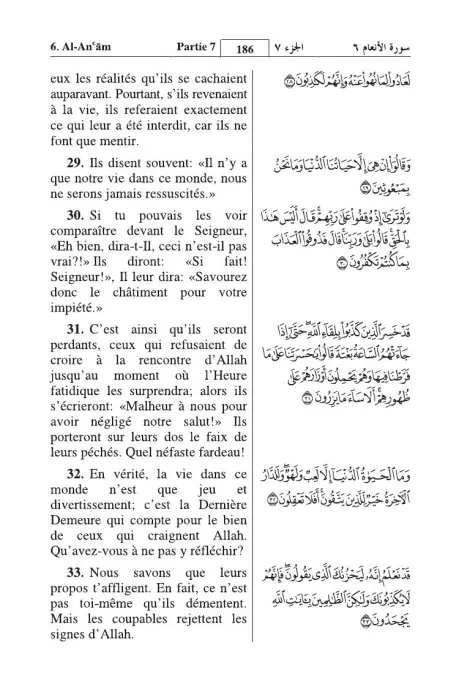 6. Al-Anᶜām Partie 7 186 الجزء ٧ سورة الأنعام ٦
eux les réalités qu’ils se cachaient
auparavant. Pourtant, s’ils revenaient
à la vie, ils referaient exactement
ce qui leur a été interdit, car ils ne
font que mentir.
29. Ils disent souvent: «Il n’y a
que notre vie dans ce monde, nous
ne serons jamais ressuscités.»
30. Si tu pouvais les voir
comparaître devant le Seigneur,
«Eh bien, dira-t-Il, ceci n’est-il pas
vrai?!» Ils diront: «Si fait!
Seigneur!», Il leur dira: «Savourez
donc le châtiment pour votre
impiété.»
31. C’est ainsi qu’ils seront
perdants, ceux qui refusaient de
croire à la rencontre d’Allah
jusqu’au moment où l’Heure
fatidique les surprendra; alors ils
s’écrieront: «Malheur à nous pour
avoir négligé notre salut!» Ils
porteront sur leurs dos le faix de
leurs péchés. Quel néfaste fardeau!
32. En vérité, la vie dans ce
monde n’est que jeu et
divertissement; c’est la Dernière
Demeure qui compte pour le bien
de ceux qui craignent Allah.
Qu’avez-vous à ne pas y réfléchir?
33. Nous savons que leurs
propos t’affligent. En fait, ce n’est
pas toi-même qu’ils démentent.
Mais les coupables rejettent les
signes d’Allah.
لَعَادُوا۟ لِمَا نُهُوا۟ عَنْهُ وَإِنَّهُمْ لَكَٰذِبُونَ ٢٨
وَقَالُوٓا۟ إِنْ هِىَ إِلَّا حَيَاتُنَا ٱلدُّنْيَا وَمَا نَحْنُ
بِمَبْعُوثِينَ ٢٩
وَلَوْ تَرَىٰٓ إِذْ وُقِفُوا۟ عَلَىٰ رَبِّهِمْ قَالَ أَلَيْسَ هَٰذَا
بِٱلْحَقِّ قَالُوا۟ بَلَىٰ وَرَبِّنَا قَالَ فَذُوقُوا۟ ٱلْعَذَابَ
بِمَا كُنتُمْ تَكْفُرُونَ ٣٠
قَدْ خَسِرَ ٱلَّذِينَ كَذَّبُوا۟ بِلِقَآءِ ٱللَّهِ حَتَّىٰٓ إِذَا
جَآءَتْهُمُ ٱلسَّاعَةُ بَغْتَةً قَالُوا۟ يَٰحَسْرَتَنَا عَلَىٰ مَا
فَرَّطْنَا فِيهَا وَهُمْ يَحْمِلُونَ أَوْزَارَهُمْ عَلَىٰ
ظُهُورِهِمْ أَلَا سَآءَ مَا يَزِرُونَ ٣١
وَمَا ٱلْحَيَوٰةُ ٱلدُّنْيَآ إِلَّا لَعِبٌ وَلَهْوٌ وَلَلدَّارُ
ٱلْءَاخِرَةُ خَيْرٌ لِّلَّذِينَ يَتَّقُونَ أَفَلَا تَعْقِلُونَ ٣٢
قَدْ نَعْلَمُ إِنَّهُۥ لَيَحْزُنُكَ ٱلَّذِى يَقُولُونَ فَإِنَّهُمْ
لَا يُكَذِّبُونَكَ وَلَٰكِنَّ ٱلظَّٰلِمِينَ بِـَٔايَٰتِ ٱللَّهِ
يَجْحَدُونَ ٣٣